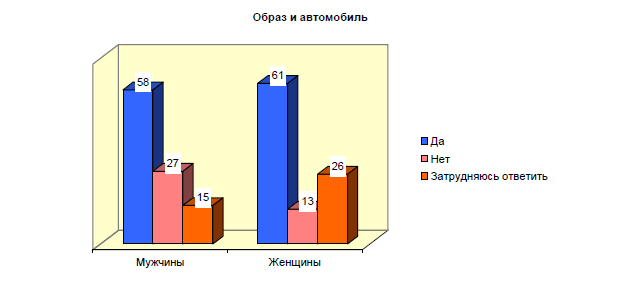 Образ и автомобиль
58
27
15
61
13
26
Да
Нет
Затрудняюсь ответить
Мужчины
Женщины